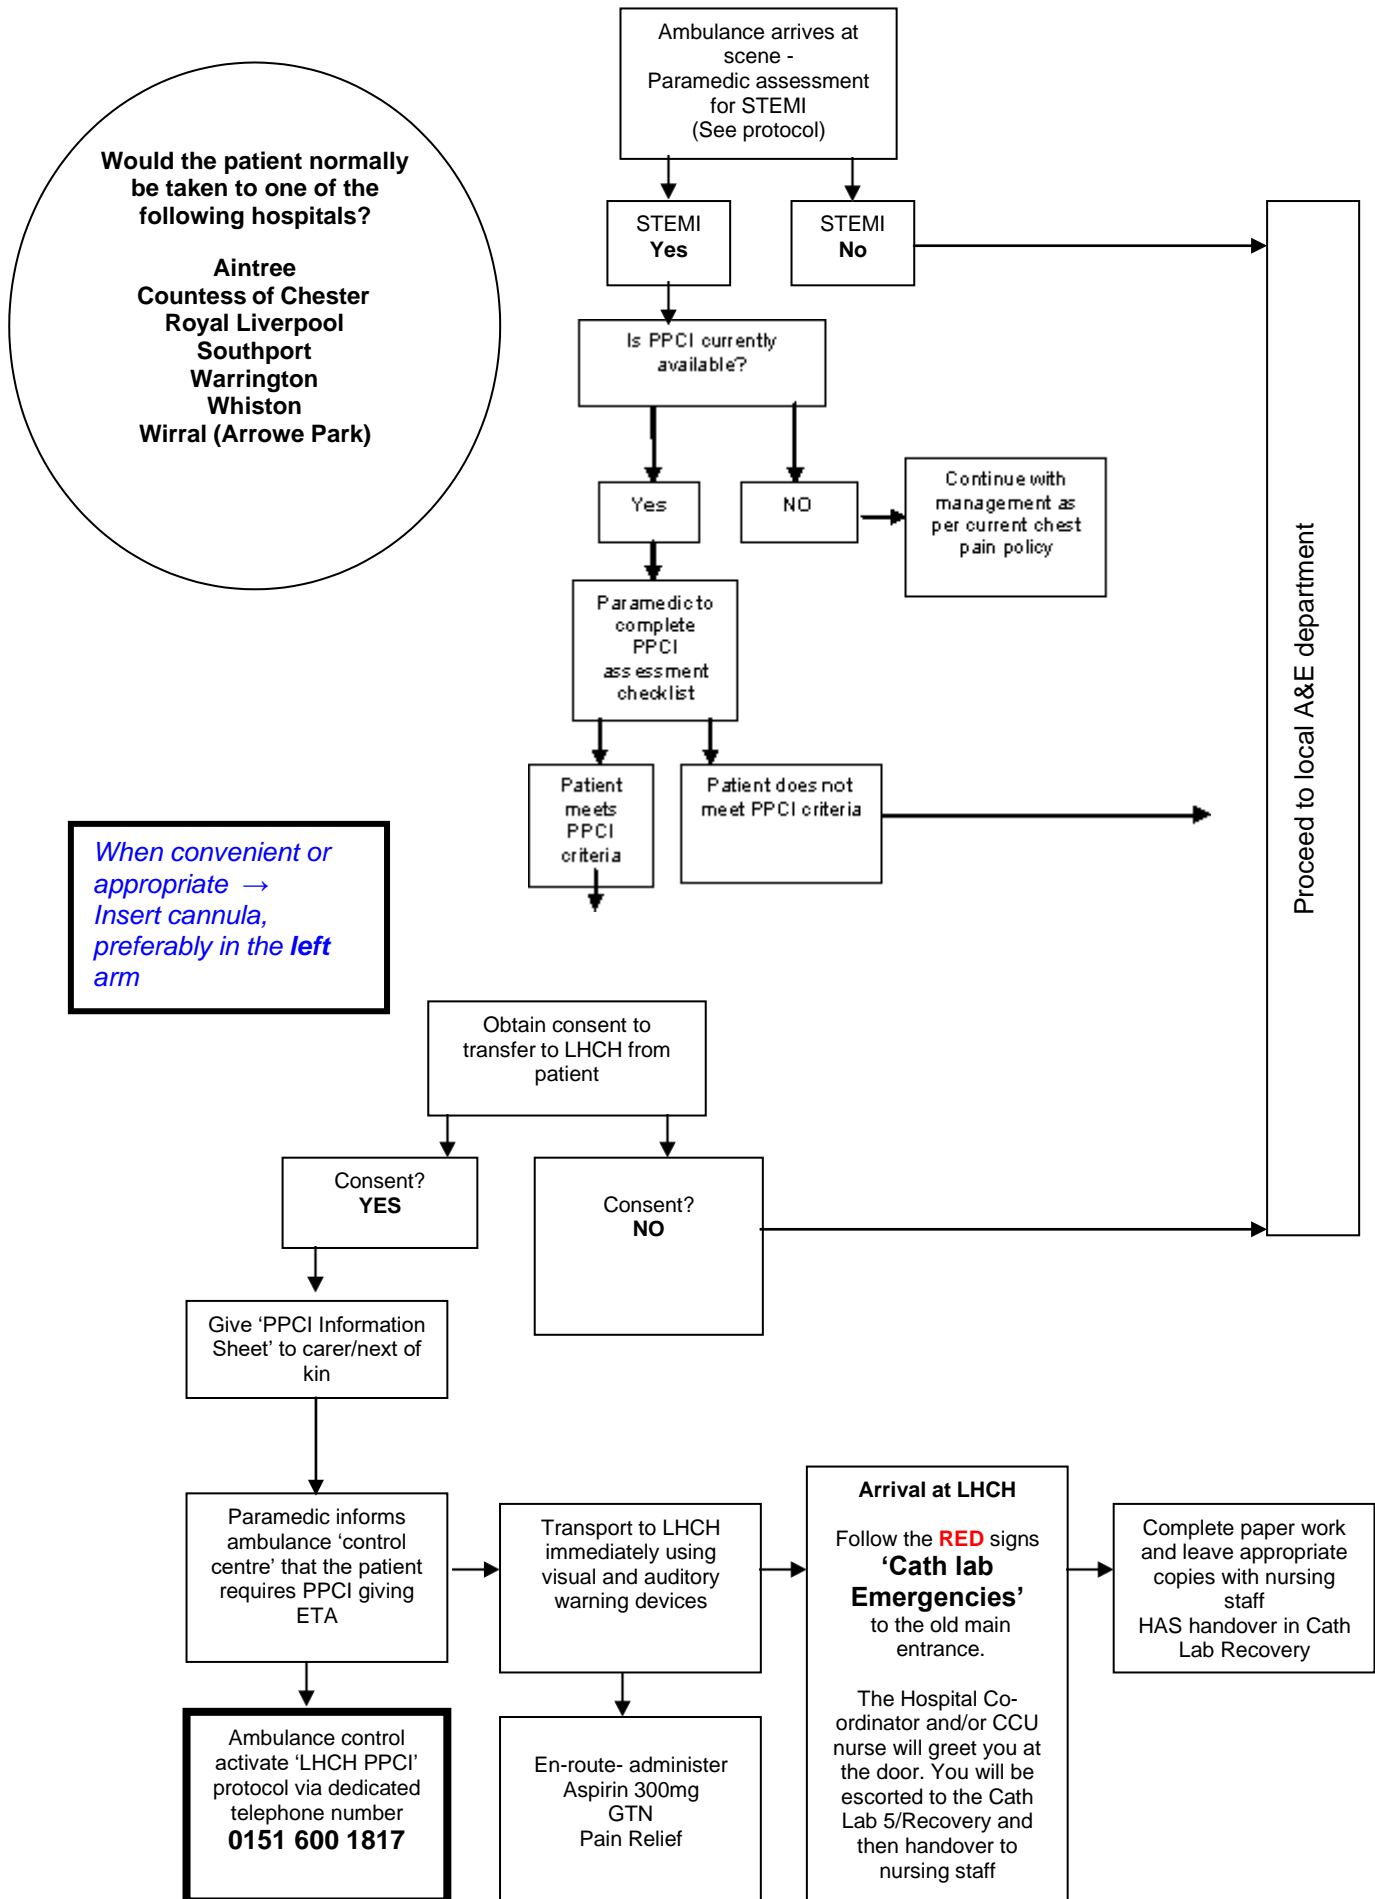 Ambulance arrives at
scene -
Paramedic assessment
for STEMI
(See protocol)
Would the patient normally
be taken to one of the
following hospitals?
Aintree
Countess of Chester
Royal Liverpool
Southport
Warrington
Whiston
Wirral (Arrowe Park)
STEMI
Yes
STEMI
No
Is PPCI currently
available?
Yes
NO
Continue with
management as
per current chest
pain policy
Paramedic to
complete
PPCI
assessment
checklist
Patient
meets
PPCI
criteria
Patient does not
meet PPCI criteria
Proceed to local A&E department
When convenient or
appropriate →
Insert cannula,
preferably in the left
arm
Obtain consent to
transfer to LHCH from
patient
Consent?
YES
Consent?
NO
Give ‘PPCI Information
Sheet’ to carer/next of
kin
Paramedic informs
ambulance ‘control
centre’ that the patient
requires PPCI giving
ETA
Transport to LHCH
immediately using
visual and auditory
warning devices
Arrival at LHCH
Follow the RED signs
‘Cath lab
Emergencies’
to the old main
entrance.
The Hospital Co-
ordinator and/or CCU
nurse will greet you at
the door. You will be
escorted to the Cath
Lab 5/Recovery and
then handover to
nursing staff
Complete paper work
and leave appropriate
copies with nursing
staff
HAS handover in Cath
Lab Recovery
Ambulance control
activate ‘LHCH PPCI’
protocol via dedicated
telephone number
0151 600 1817
En-route- administer
Aspirin 300mg
GTN
Pain Relief